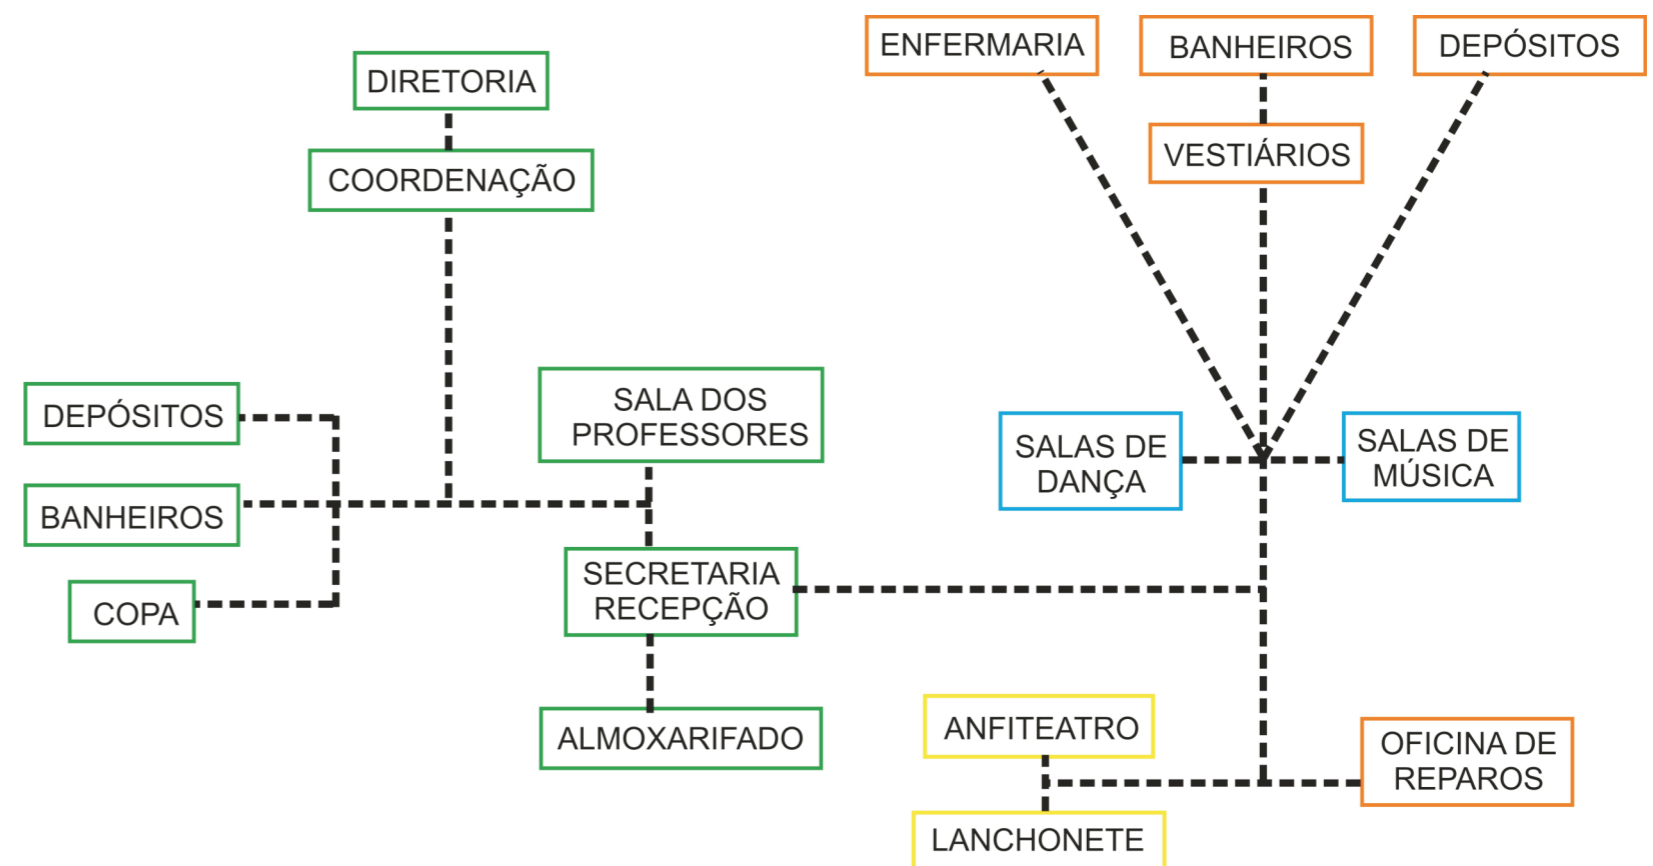 ENFERMARIA
BANHEIROS
DEPÓSITOS
DIRETORIA
VESTIÁRIOS
COORDENAÇÃO
DEPÓSITOS
SALA DOS
PROFESSORES
SALAS DE
DANÇA
SALAS DE
MÚSICA
BANHEIROS
SECRETARIA
RECEPÇÃO
COPA
ALMOXARIFADO
ANFITEATRO
OFICINA DE
REPAROS
LANCHONETE